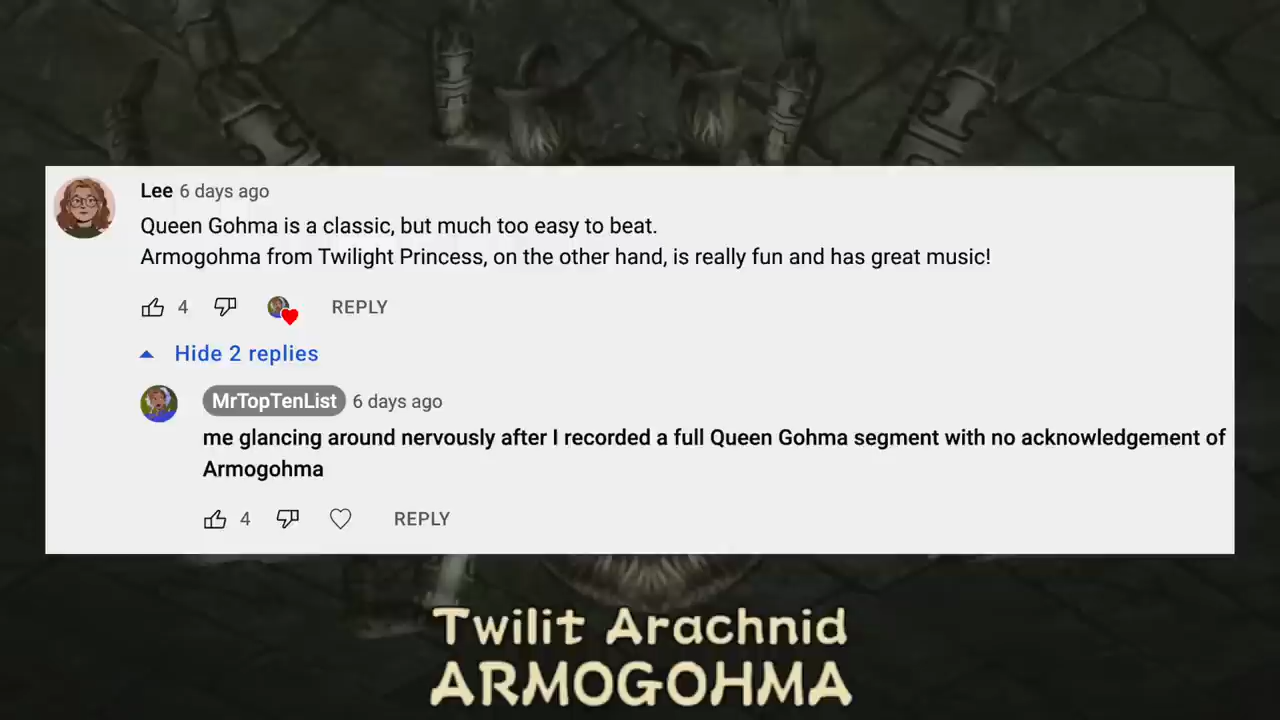 Lee 6 days ago
Queen Gohma is a classic, but much too easy to beat.
Armogohma from Twilight Princess, on the other hand, is really fun and has great music!
4 REPLY
Hide 2 replies
MrTopTenList 6 days ago
me glancing around nervously after I recorded a full Queen Gohma segment with no acknowledgement of
Armogohma
4 REPLY
Twilit Arachnid
ARMOGOHMA